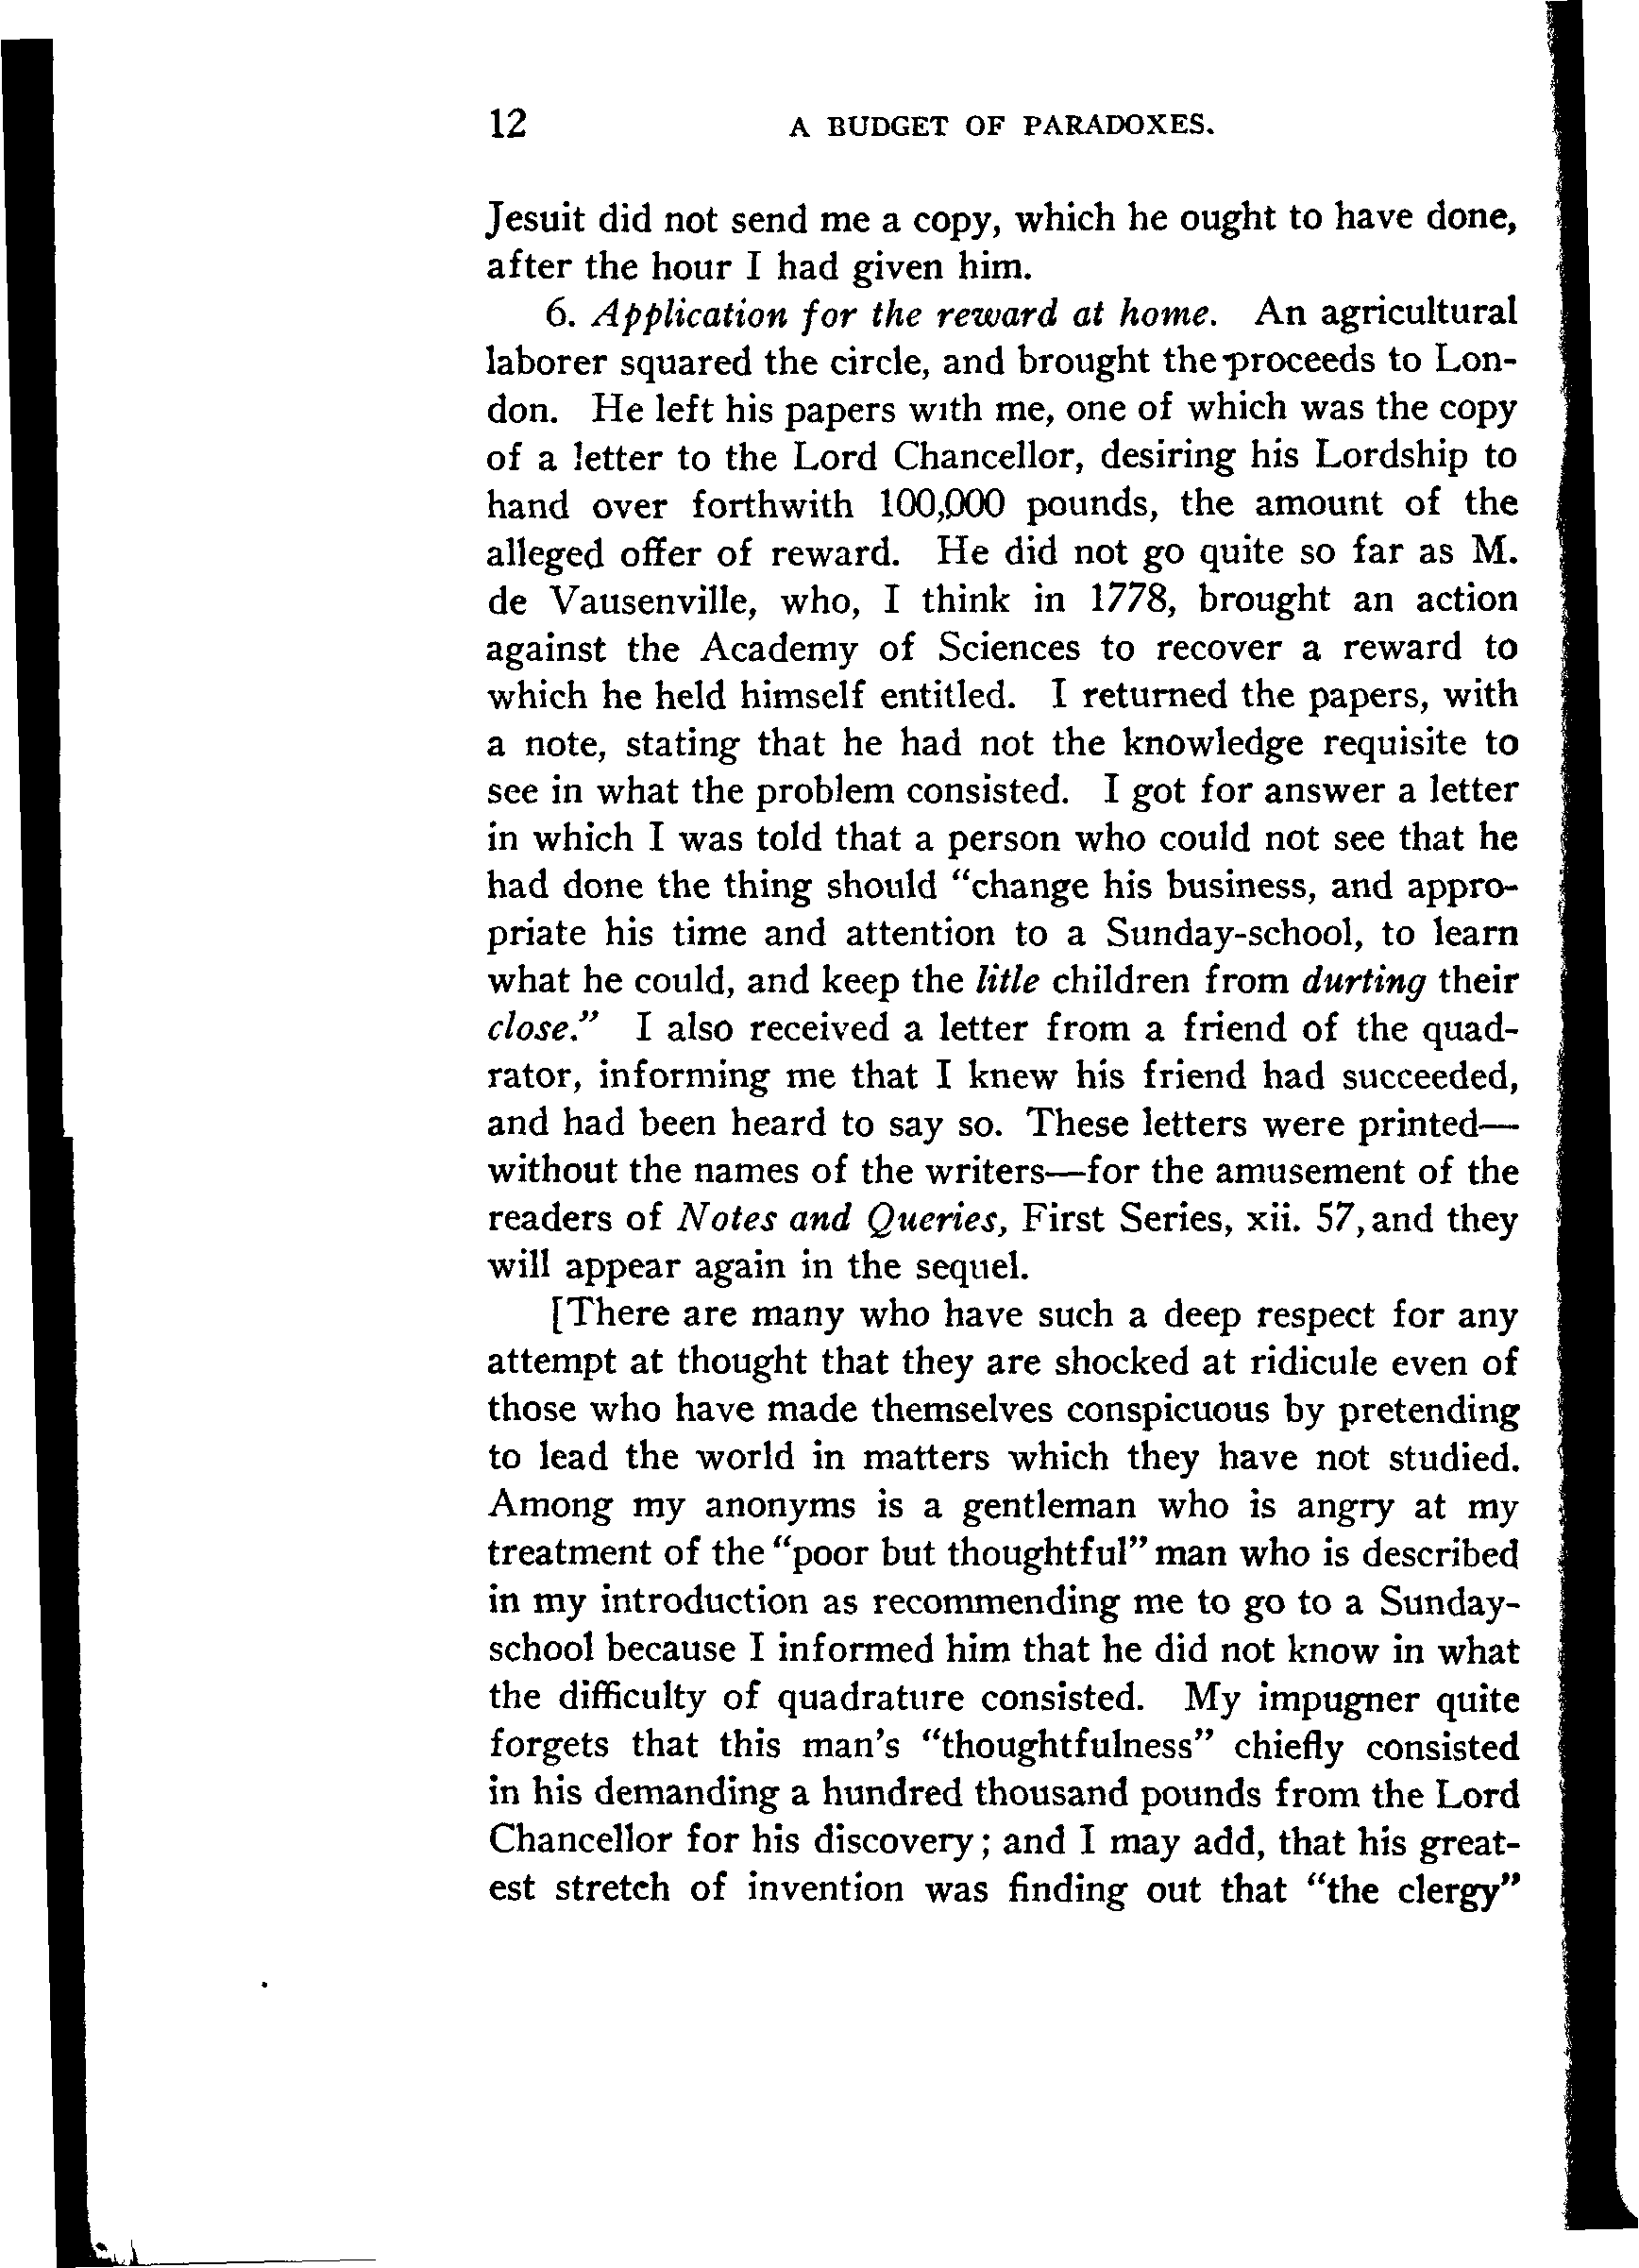 12 A BUDGET OF PARADOXES.
Jesuit did not send me a copy, which he ought to have done,
after the hour I had given him.
6. Application for the reward at home. An agricultural
laborer squared the circle, and brought the proceeds to Lon-
don. He left his papers with me, one of which was the copy
of a letter to the Lord Chancellor, desiring his Lordship to
hand over forthwith 100,000 pounds, the amount of the
alleged offer of reward. He did not go quite so far as M.
de Vausenville, who, I think in 1778, brought an action
against the Academy of Sciences to recover a reward to
which he held himself entitled. I returned the papers, with
a note, stating that he had not the knowledge requisite to
see in what the problem consisted. I got for answer a letter
in which I was told that a person who could not see that he
had done the thing should "change his business, and appro-
priate his time and attention to a Sunday-school, to learn
what he could, and keep the litle children from durting their
close." I also received a letter from a friend of the quad-
rator, informing me that I knew his friend had succeeded,
and had been heard to say so. These letters were printed—
without the names of the writers—for the amusement of the
readers of Notes and Queries, First Series, xii. 57, and they
will appear again in the sequel.
[There are many who have such a deep respect for any
attempt at thought that they are shocked at ridicule even of
those who have made themselves conspicuous by pretending
to lead the world in matters which they have not studied.
Among my anonyms is a gentleman who is angry at my
treatment of the "poor but thoughtful" man who is described
in my introduction as recommending me to go to a Sunday-
school because I informed him that he did not know in what
the difficulty of quadrature consisted. My impugner quite
forgets that this man's "thoughtfulness" chiefly consisted
in his demanding a hundred thousand pounds from the Lord
Chancellor for his discovery; and I may add, that his great-
est stretch of invention was finding out that "the clergy"